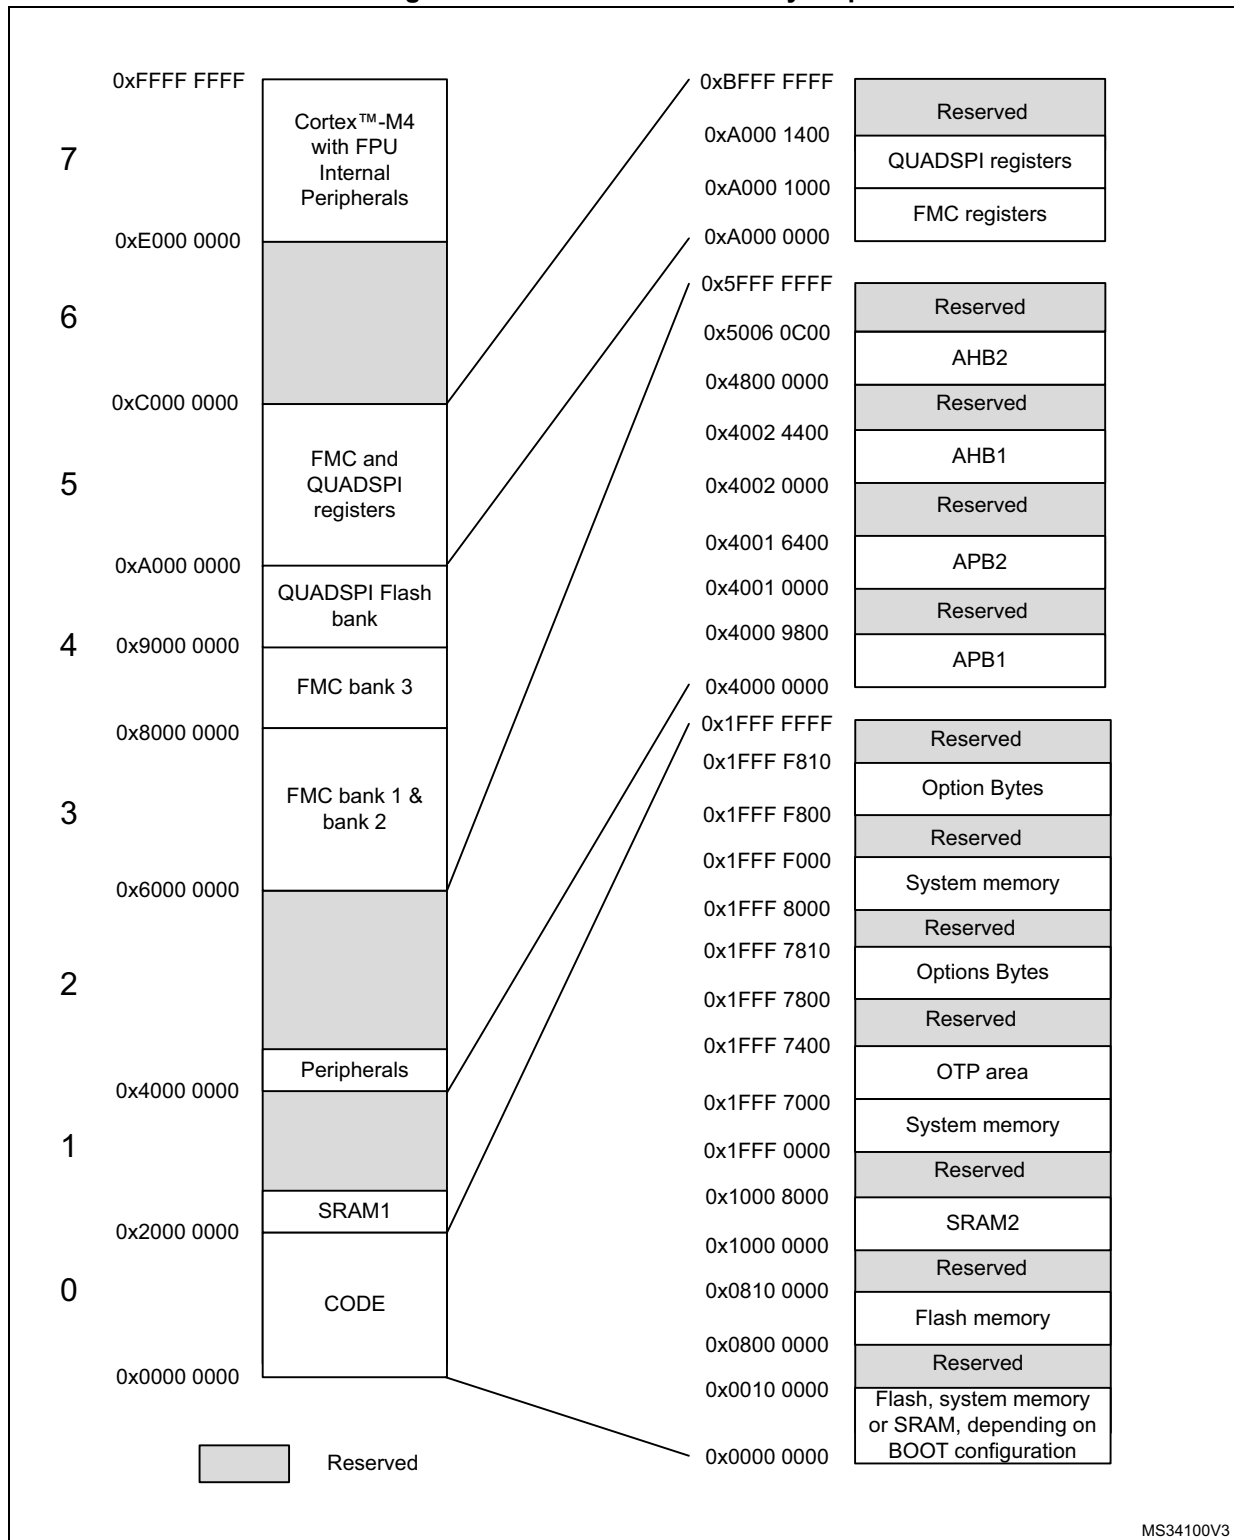 0xFFFF FFFF
7
Cortex™-M4
with FPU
Internal
Peripherals
0xE000 0000
6
0xC000 0000
5
FMC and
QUADSPI
registers
0xA000 0000
QUADSPI Flash
bank
4
0x9000 0000
FMC bank 3
0x8000 0000
3
FMC bank 1 &
bank 2
0x6000 0000
2
Peripherals
0x4000 0000
1
SRAM1
0x2000 0000
0
CODE
0x0000 0000
Reserved
0xBFFF FFFF
Reserved
0xA000 1400
QUADSPI registers
0xA000 1000
FMC registers
0xA000 0000
0x5FFF FFFF
Reserved
0x5006 0C00
AHB2
0x4800 0000
Reserved
0x4002 4400
AHB1
0x4002 0000
Reserved
0x4001 6400
APB2
0x4001 0000
Reserved
0x4000 9800
APB1
0x4000 0000
0x1FFF FFFF
Reserved
0x1FFF F810
Option Bytes
0x1FFF F800
Reserved
0x1FFF F000
System memory
0x1FFF 8000
Reserved
0x1FFF 7810
Options Bytes
0x1FFF 7800
Reserved
0x1FFF 7400
OTP area
0x1FFF 7000
System memory
0x1FFF 0000
Reserved
0x1000 8000
SRAM2
0x1000 0000
Reserved
0x0810 0000
Flash memory
0x0800 0000
Reserved
0x0010 0000
Flash, system memory
or SRAM, depending on
BOOT configuration
0x0000 0000
MS34100V3